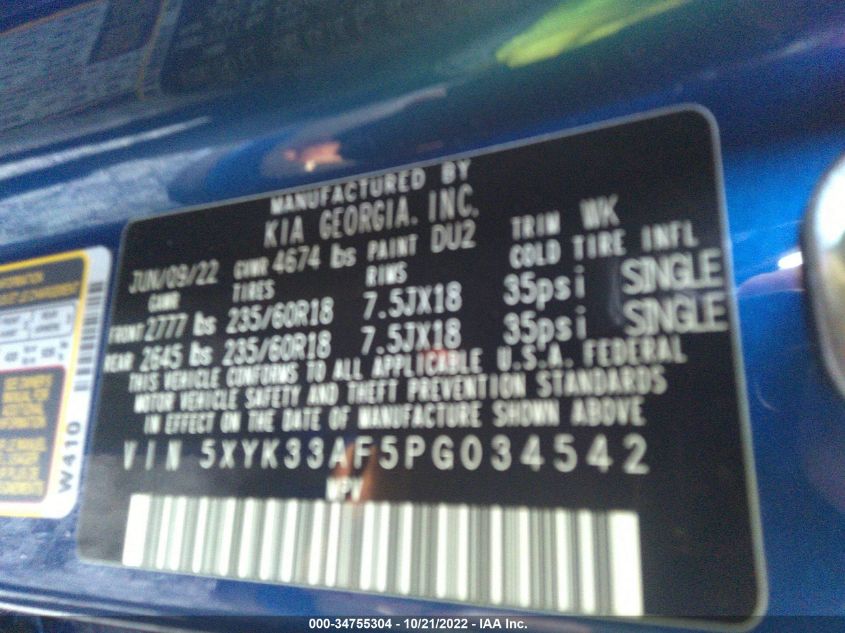 MANUFACTURED BY
KIA GEORGIA. INC.
JUN/09/22 GVWR 4674 lbs PAINT DU2 TRIM WK
GAWR TIRES RIMS COLD TIRE INFL
FRONT 2777 lbs 235/60R18 7.5JX18 35psi SINGLE
REAR 2645 lbs 235/60R18 7.5JX18 35psi SINGLE
THIS VEHICLE CONFORMS TO ALL APPLICABLE U.S.A. FEDERAL
MOTOR VEHICLE SAFETY AND THEFT PREVENTION STANDARDS
IN EFFECT ON THE DATE OF MANUFACTURE SHOWN ABOVE
VIN 5XYK33AF5PG034542
MPV
W410
000-34755304 - 10/21/2022 - IAA Inc.